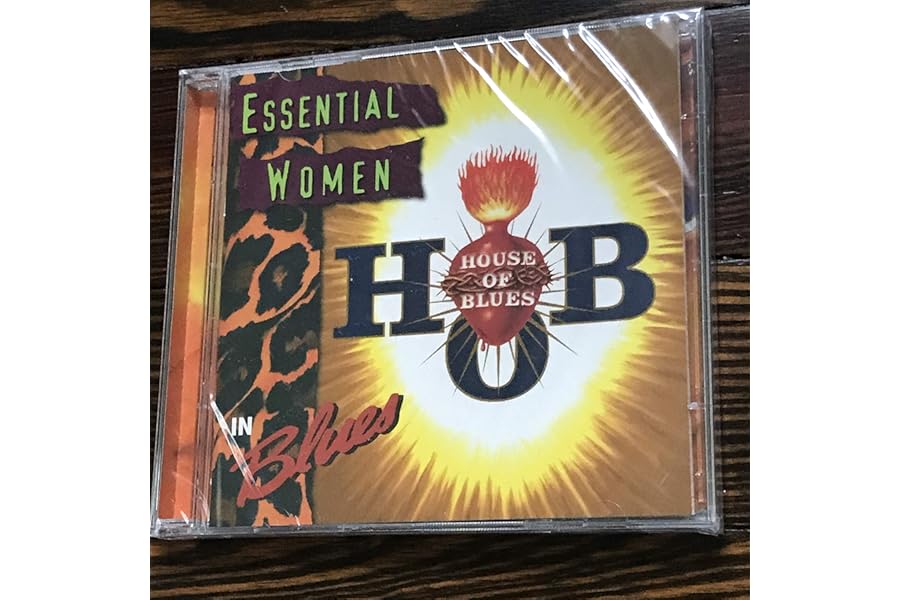 ESSENTIAL
WOMEN
H B
HOUSE
OF
BLUES
O
IN
Blues